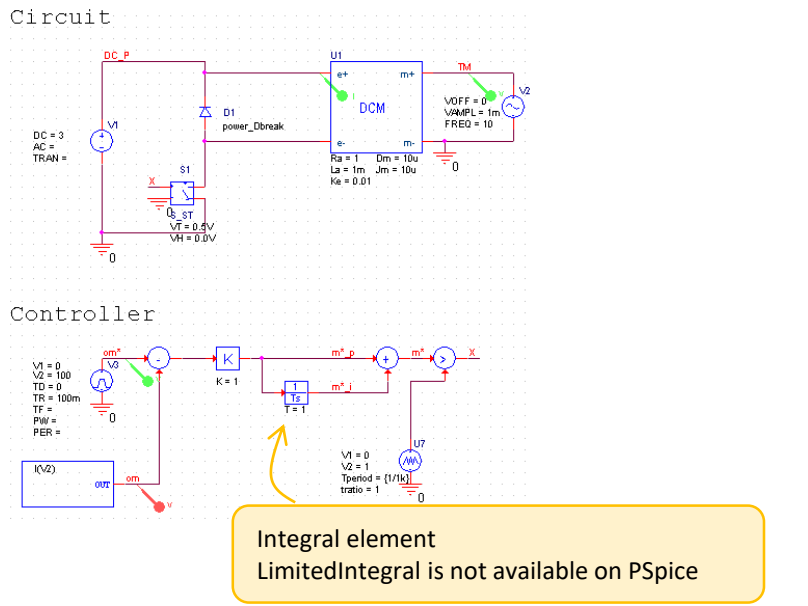 Circuit
DC_P
V1
DC = 3
AC =
TRAN =
0
D1
power_Dbreak
S1
X
0
S_ST
VT = 0.5V
VH = 0.0V
U1
e+
m+
DCM
e-
m-
Ra = 1 Dm = 10u
La = 1m Jm = 10u
Ke = 0.01
I
TM
V
V2
VOFF = 0
VAMPL = 1m
FREQ = 10
0
Controller
om*
V3
V1 = 0
V2 = 100
TD = 0
TR = 100m
TF =
PW =
PER =
0
V
-
K
K = 1
1
Ts
T = 1
m*_p
m*_i
+
m*
>
X
I(V2)
OUT
om
V
U7
V1 = 0
V2 = 1
Tperiod = {1/1k}
tratio = 1
0
Integral element
LimitedIntegral is not available on PSpice